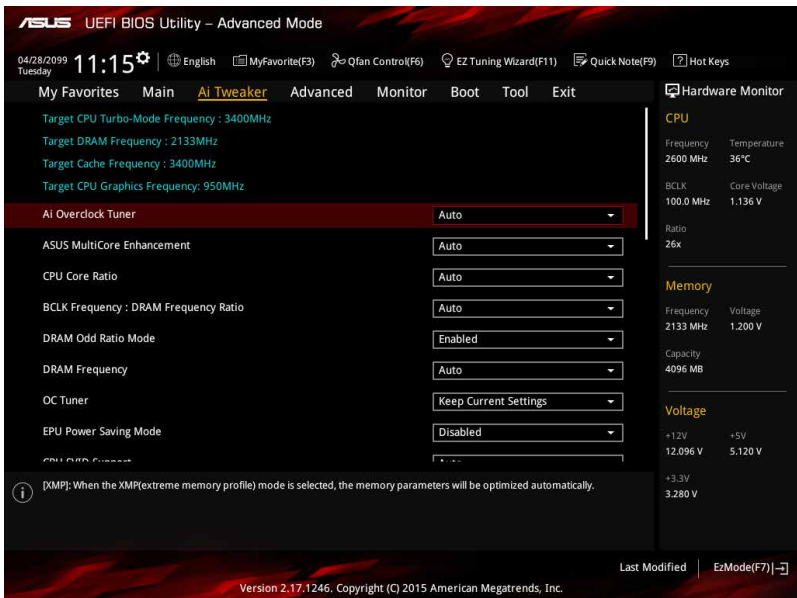 ASUS UEFI BIOS Utility – Advanced Mode
04/28/2099
Tuesday
11:15
English
MyFavorite(F3)
Qfan Control(F6)
EZ Tuning Wizard(F11)
Quick Note(F9)
? Hot Keys
My Favorites Main Ai Tweaker Advanced Monitor Boot Tool Exit
Hardware Monitor
Target CPU Turbo-Mode Frequency : 3400MHz
Target DRAM Frequency : 2133MHz
Target Cache Frequency : 3400MHz
Target CPU Graphics Frequency: 950MHz
Ai Overclock Tuner Auto
ASUS MultiCore Enhancement Auto
CPU Core Ratio Auto
BCLK Frequency : DRAM Frequency Ratio Auto
DRAM Odd Ratio Mode Enabled
DRAM Frequency Auto
OC Tuner Keep Current Settings
EPU Power Saving Mode Disabled
CPU SVID Support Auto
[XMP]: When the XMP(extreme memory profile) mode is selected, the memory parameters will be optimized automatically.
CPU
Frequency Temperature
2600 MHz 36°C
BCLK Core Voltage
100.0 MHz 1.136 V
Ratio
26x
Memory
Frequency Voltage
2133 MHz 1.200 V
Capacity
4096 MB
Voltage
+12V +5V
12.096 V 5.120 V
+3.3V
3.280 V
Last Modified
EzMode(F7)
Version 2.17.1246. Copyright (C) 2015 American Megatrends, Inc.